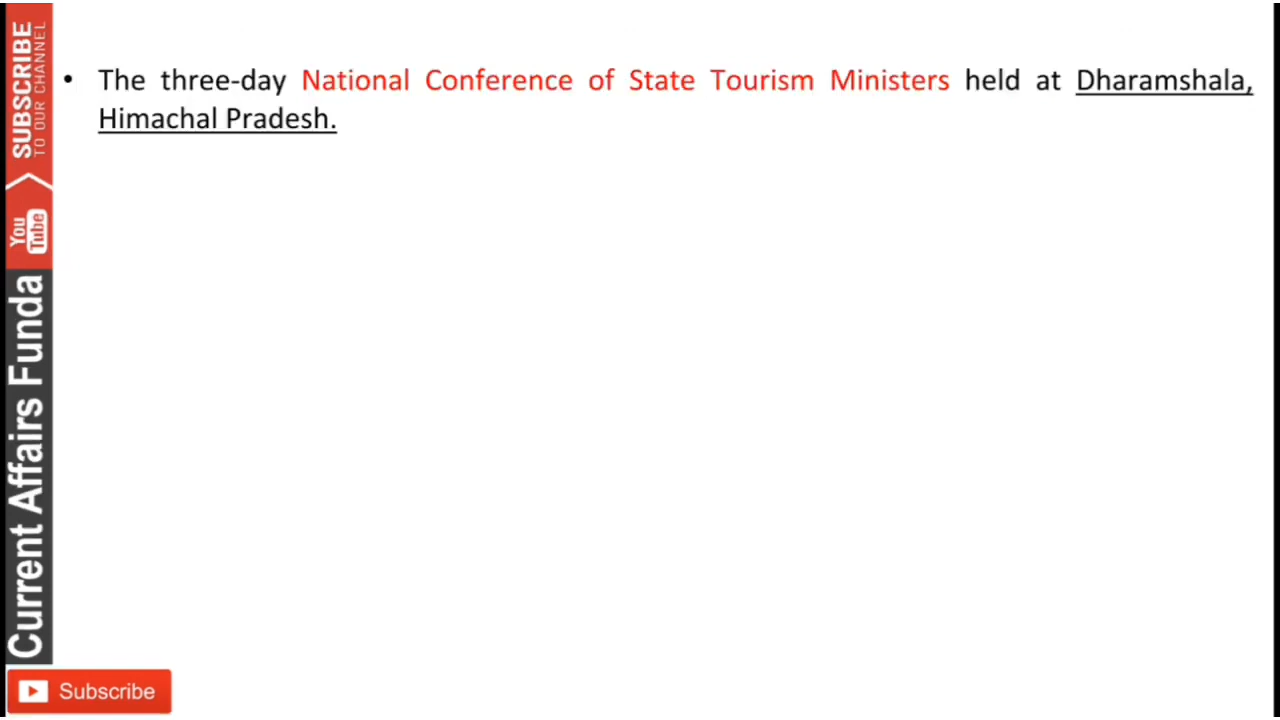 • The three-day National Conference of State Tourism Ministers held at Dharamshala,
Himachal Pradesh.
SUBSCRIBE
TO OUR CHANNEL
You
Tube
Current Affairs Funda
Subscribe